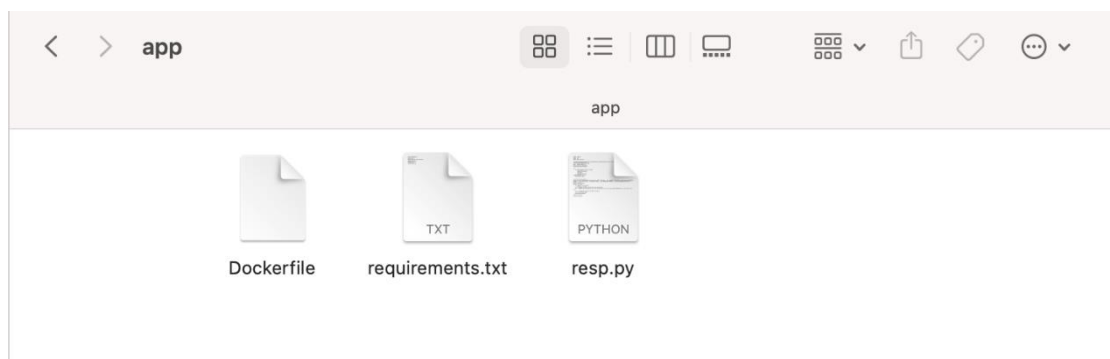 app
app
TXT
PYTHON
Dockerfile
requirements.txt
resp.py